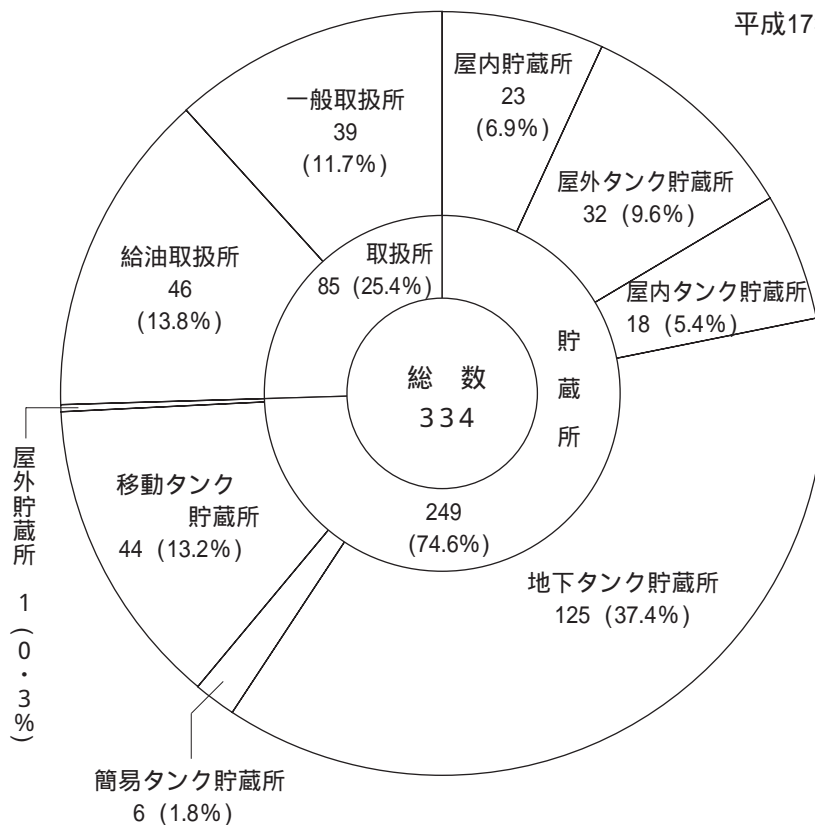 平成17
屋内貯蔵所
23
(6.9%)
屋外タンク貯蔵所
32 (9.6%)
屋内タンク貯蔵所
18 (5.4%)
地下タンク貯蔵所
125 (37.4%)
簡易タンク貯蔵所
6 (1.8%)
移動タンク
貯蔵所
44 (13.2%)
屋外貯蔵所 1(0・3%)
給油取扱所
46
(13.8%)
一般取扱所
39
(11.7%)
取扱所
85 (25.4%)
貯蔵所
249
(74.6%)
総 数
334